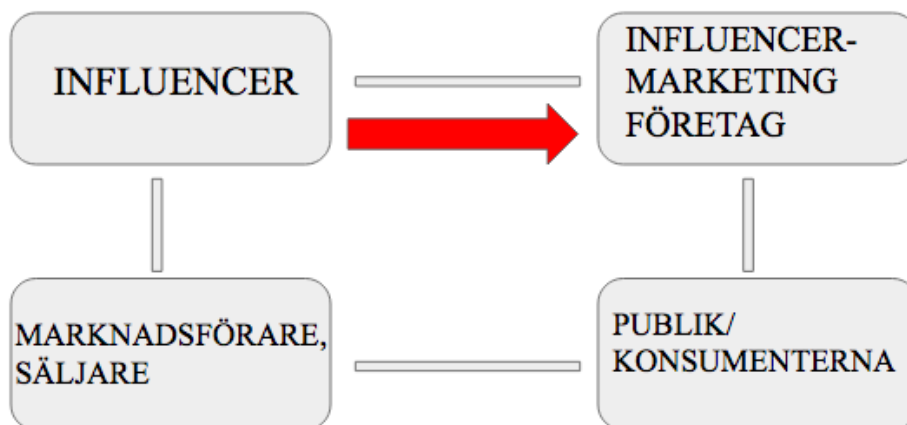 INFLUENCER
INFLUENCER-
MARKETING
FÖRETAG
MARKNADSFÖRARE,
SÄLJARE
PUBLIK/
KONSUMENTERNA